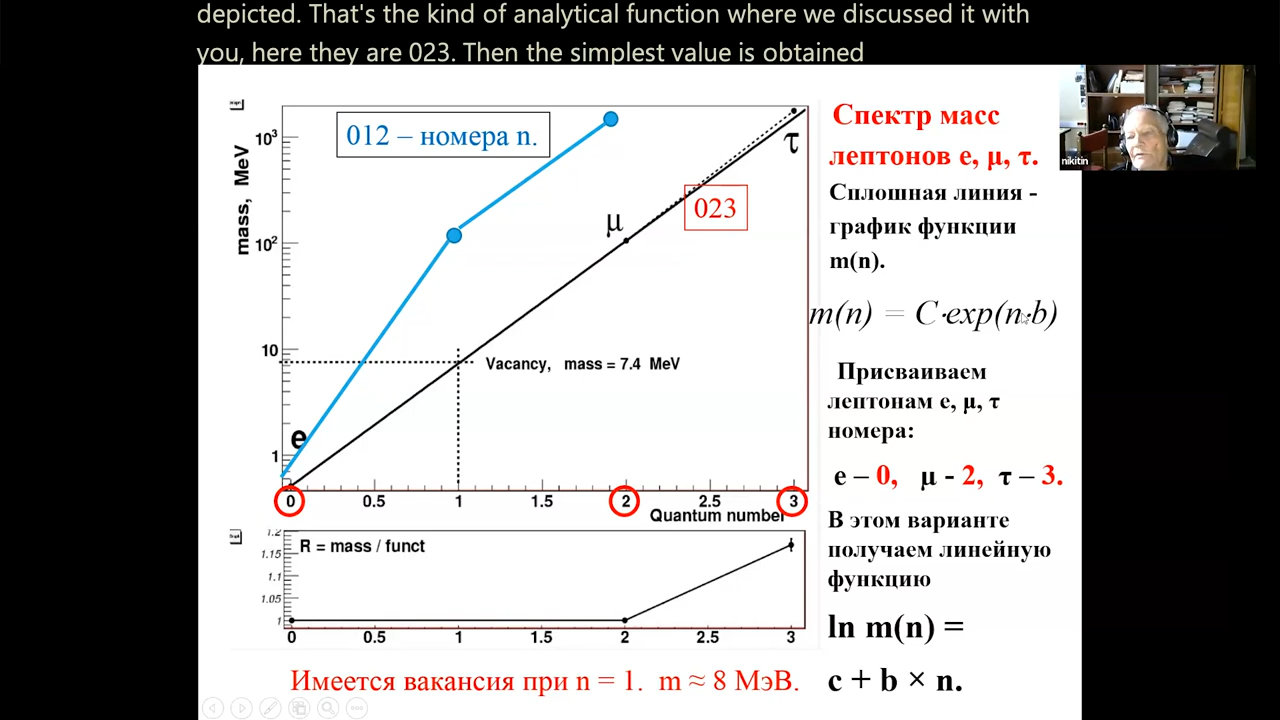 depicted. That's the kind of analytical function where we discussed it with
you, here they are 023. Then the simplest value is obtained
nikitin
012 – номера n.
mass, MeV
10³
10²
10
1
e
μ
τ
023
Vacancy, mass = 7.4 MeV
0 0.5 1 1.5 2 2.5 3
Quantum number
R = mass / funct
1.2
1.15
1.1
1.05
1
0 0.5 1 1.5 2 2.5 3
Имеется вакансия при n = 1. m ≈ 8 МэВ.
Спектр масс
лептонов e, μ, τ.
Сплошная линия -
график функции
m(n).
m(n) = C·exp(n·b)
Присваиваем
лептонам e, μ, τ
номера:
e – 0, μ - 2, τ – 3.
В этом варианте
получаем линейную
функцию
ln m(n) =
c + b × n.